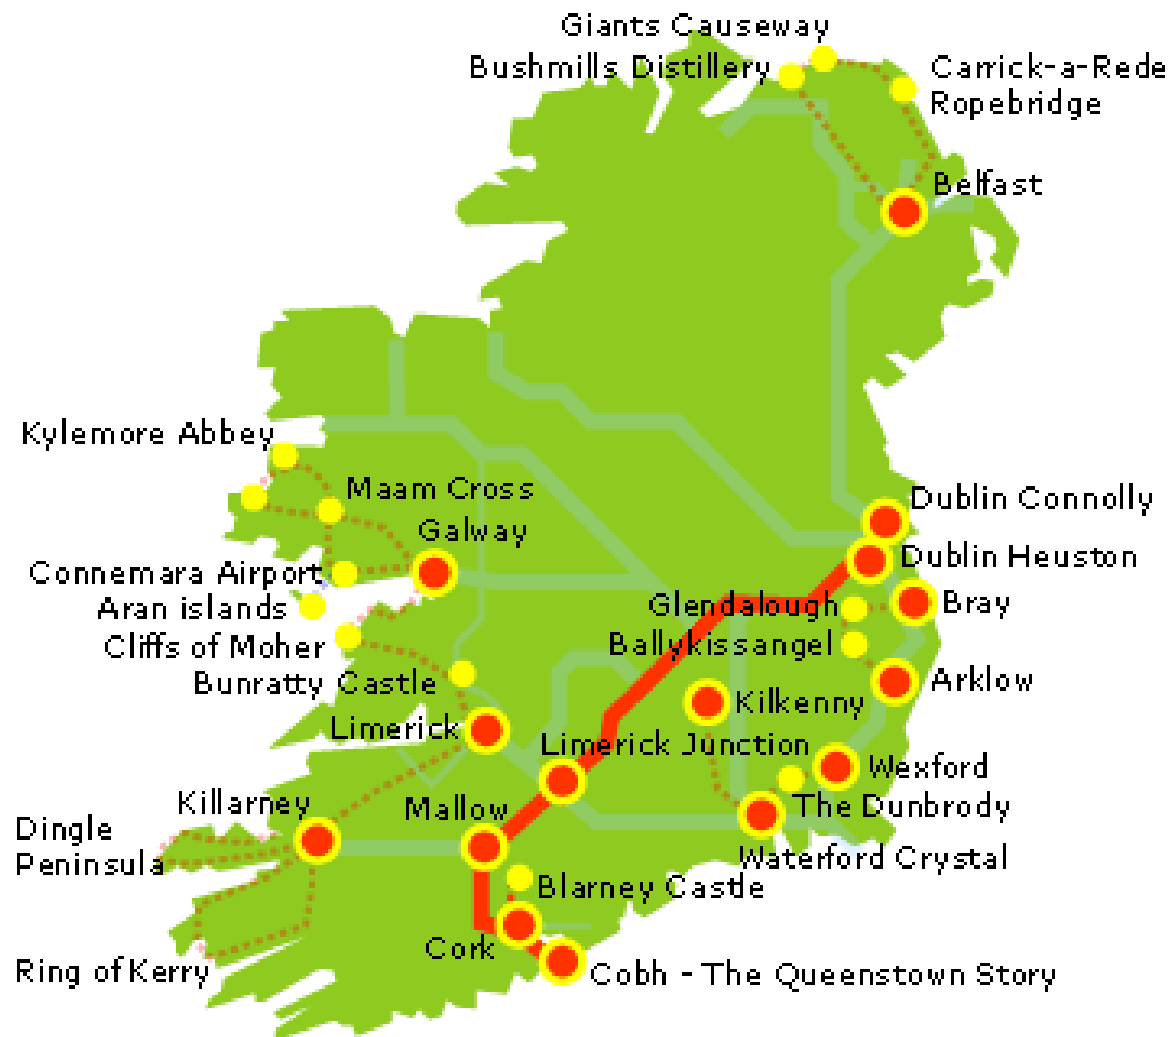 Giants Causeway
Bushmills Distillery
Carrick-a-Rede
Ropebridge
Belfast
Kylemore Abbey
Maam Cross
Galway
Dublin Connolly
Dublin Heuston
Connemara Airport
Aran islands
Glendalough
Bray
Cliffs of Moher
Ballykissangel
Bunratty Castle
Arklow
Kilkenny
Limerick
Limerick Junction
Wexford
Killarney
Mallow
The Dunbrody
Dingle
Peninsula
Waterford Crystal
Blarney Castle
Cork
Ring of Kerry
Cobh - The Queenstown Story